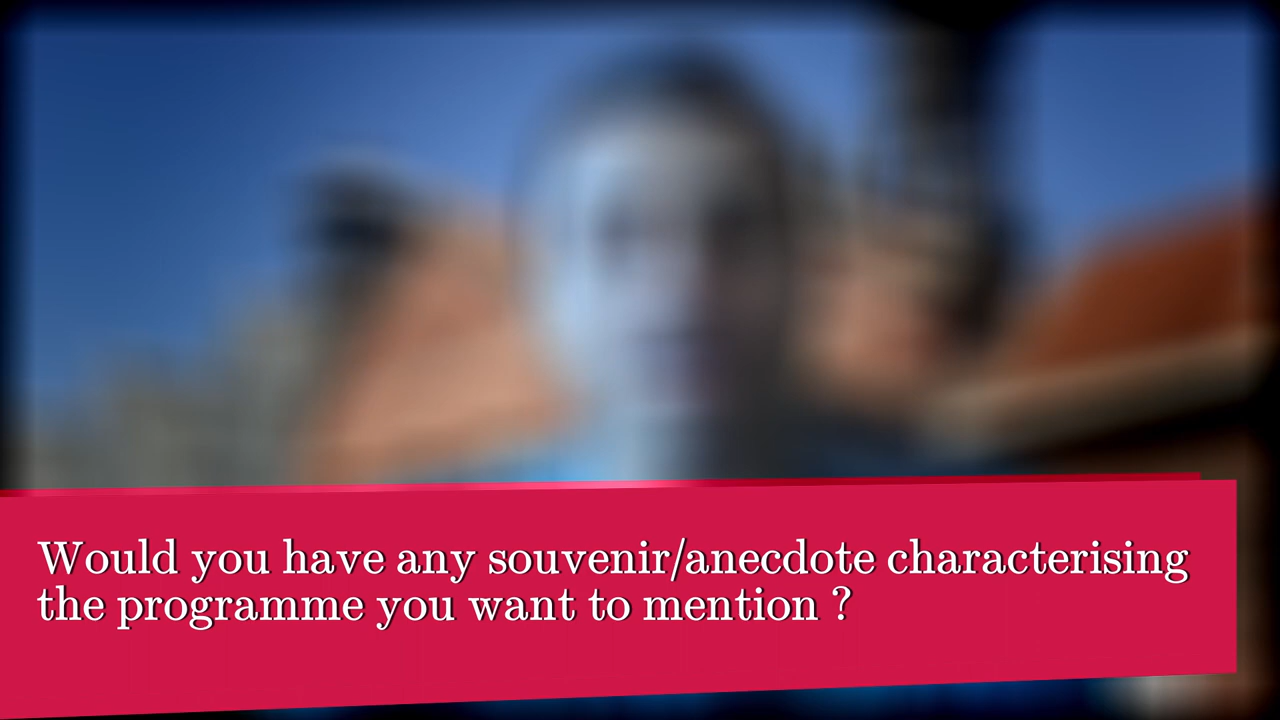 Would you have any souvenir/anecdote characterising
the programme you want to mention ?